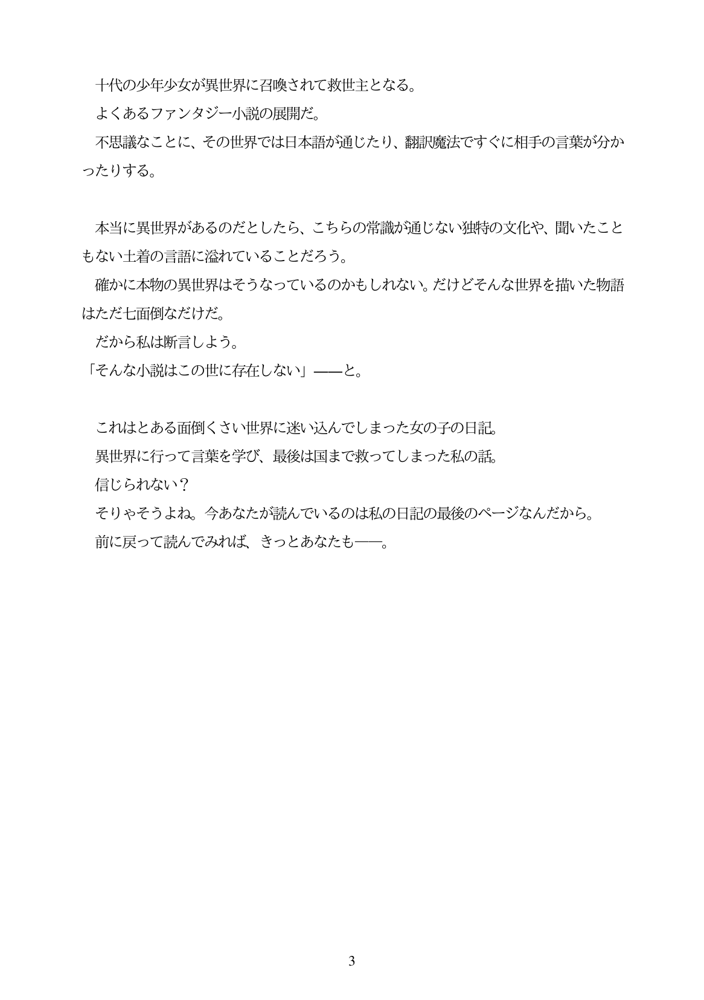 十代の少年少女が異世界に召喚されて救世主となる。
よくあるファンタジー小説の展開だ。
不思議なことに、その世界では日本語が通じたり、翻訳魔法ですぐに相手の言葉が分か
ったりする。
本当に異世界があるのだとしたら、こちらの常識が通じない独特の文化や、聞いたこと
もない土着の言語に溢れていることだろう。
確かに本物の異世界はそうなっているのかもしれない。だけどそんな世界を描いた物語
はただ七面倒なだけだ。
だから私は断言しよう。
「そんな小説はこの世に存在しない」――と。
これはとある面倒くさい世界に迷い込んでしまった女の子の日記。
異世界に行って言葉を学び、最後は国まで救ってしまった私の話。
信じられない？
そりゃそうよね。今あなたが読んでいるのは私の日記の最後のページなんだから。
前に戻って読んでみれば、きっとあなたも――。
3